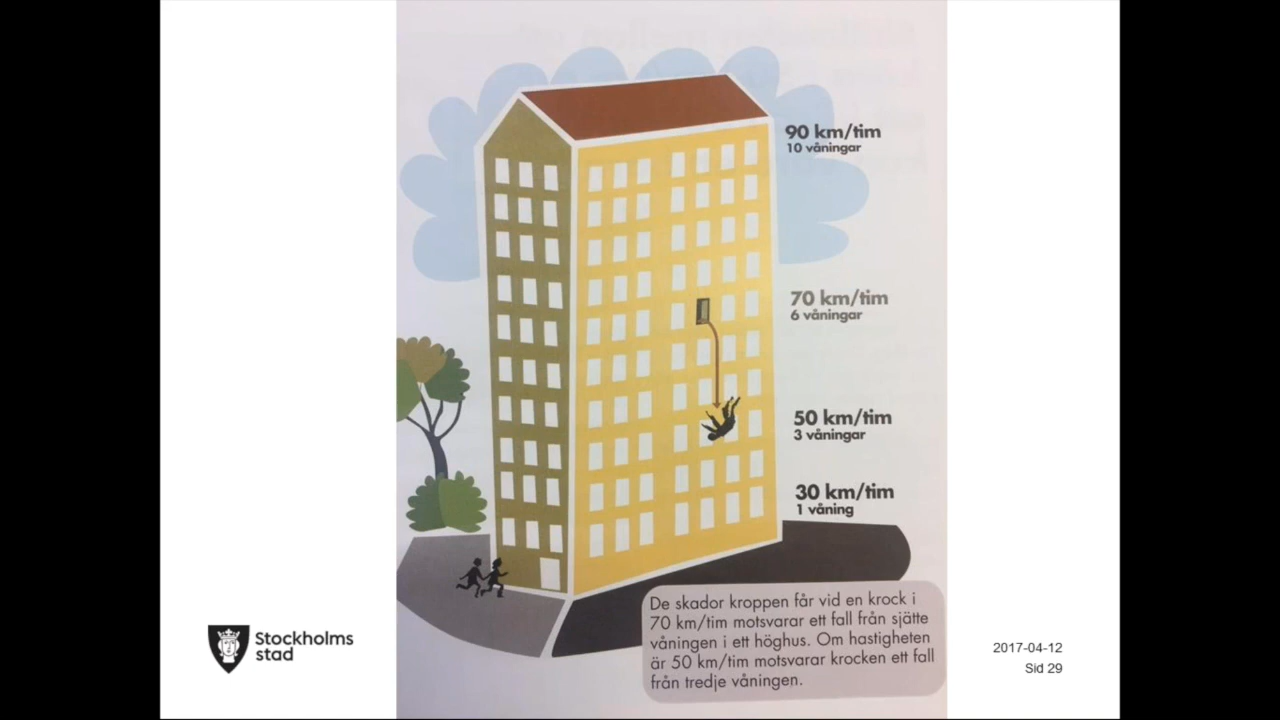 90 km/tim
10 våningar
70 km/tim
6 våningar
50 km/tim
3 våningar
30 km/tim
1 våning
De skador kroppen får vid en krock i
70 km/tim motsvarar ett fall från sjätte
våningen i ett höghus. Om hastigheten
är 50 km/tim motsvarar krocken ett fall
från tredje våningen.
Stockholms
stad
2017-04-12
Sid 29